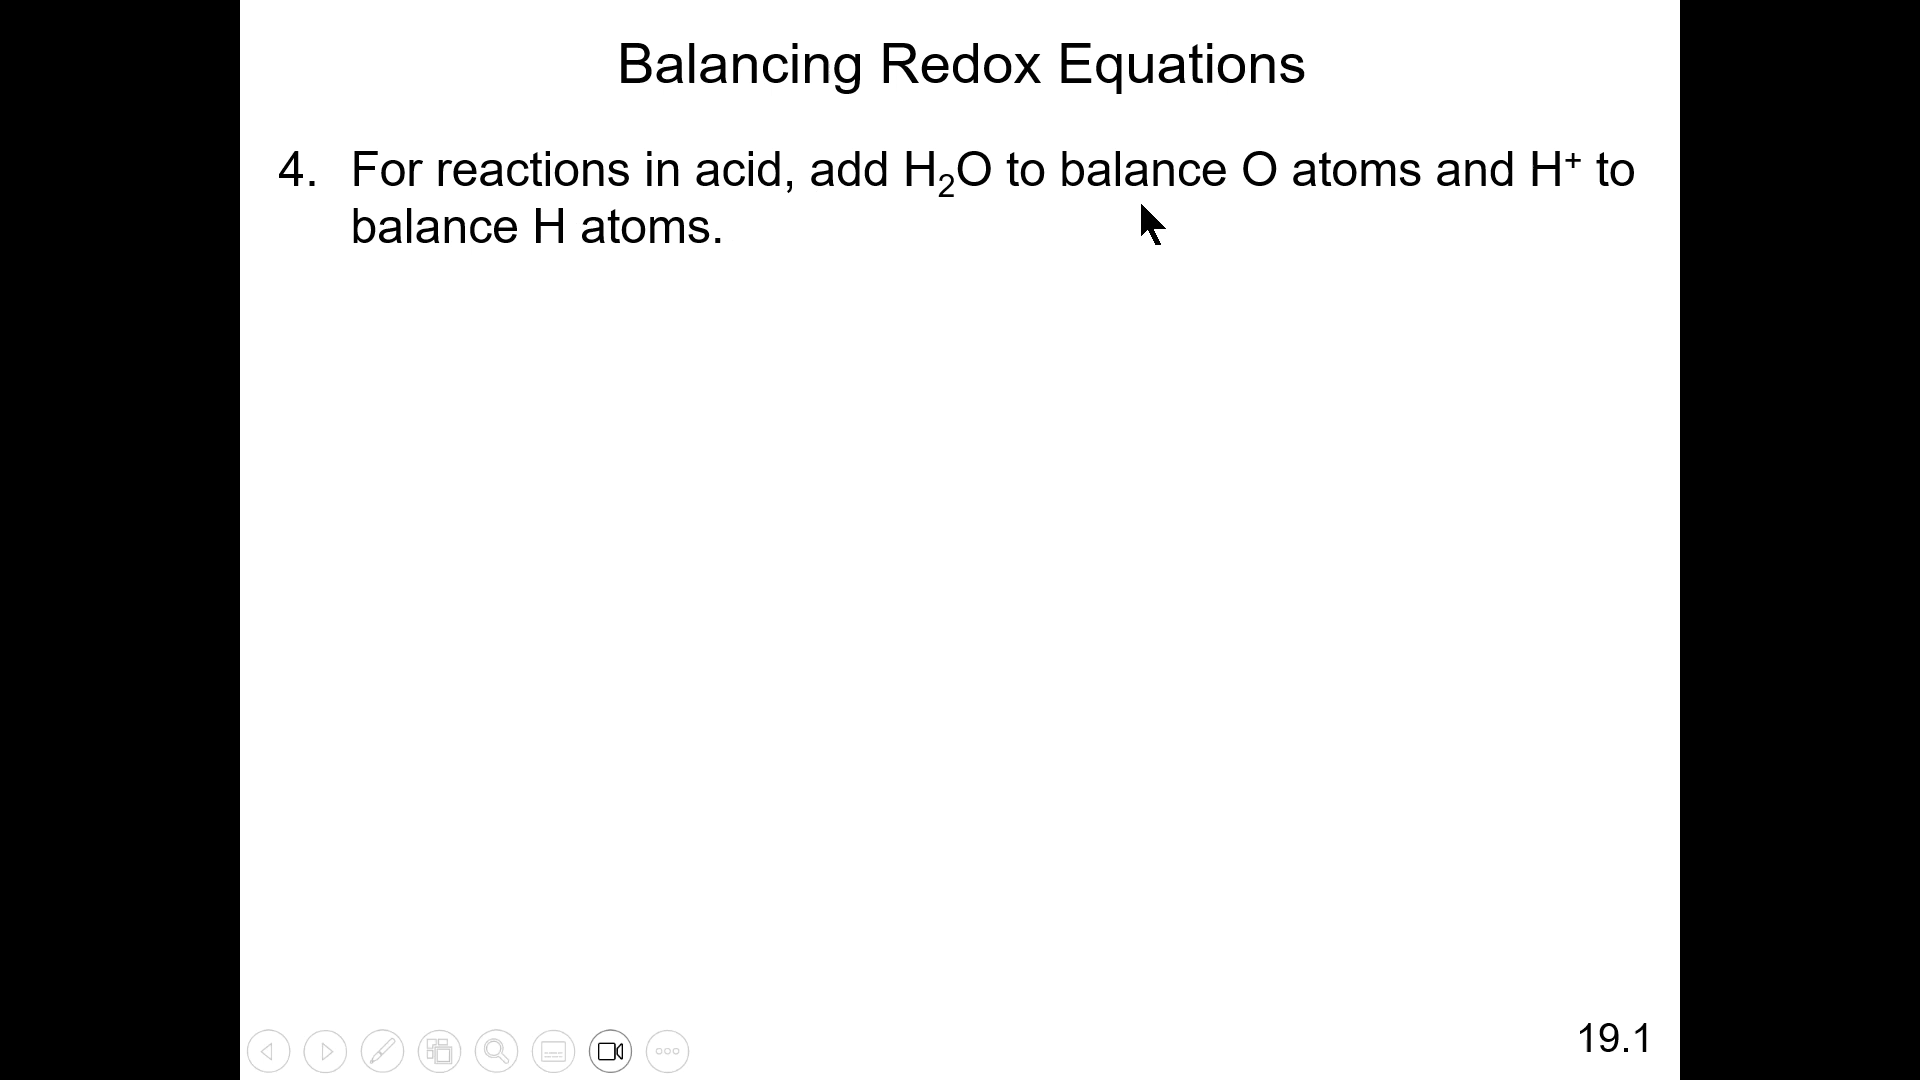 Balancing Redox Equations
4. For reactions in acid, add H₂O to balance O atoms and H⁺ to
balance H atoms.
19.1